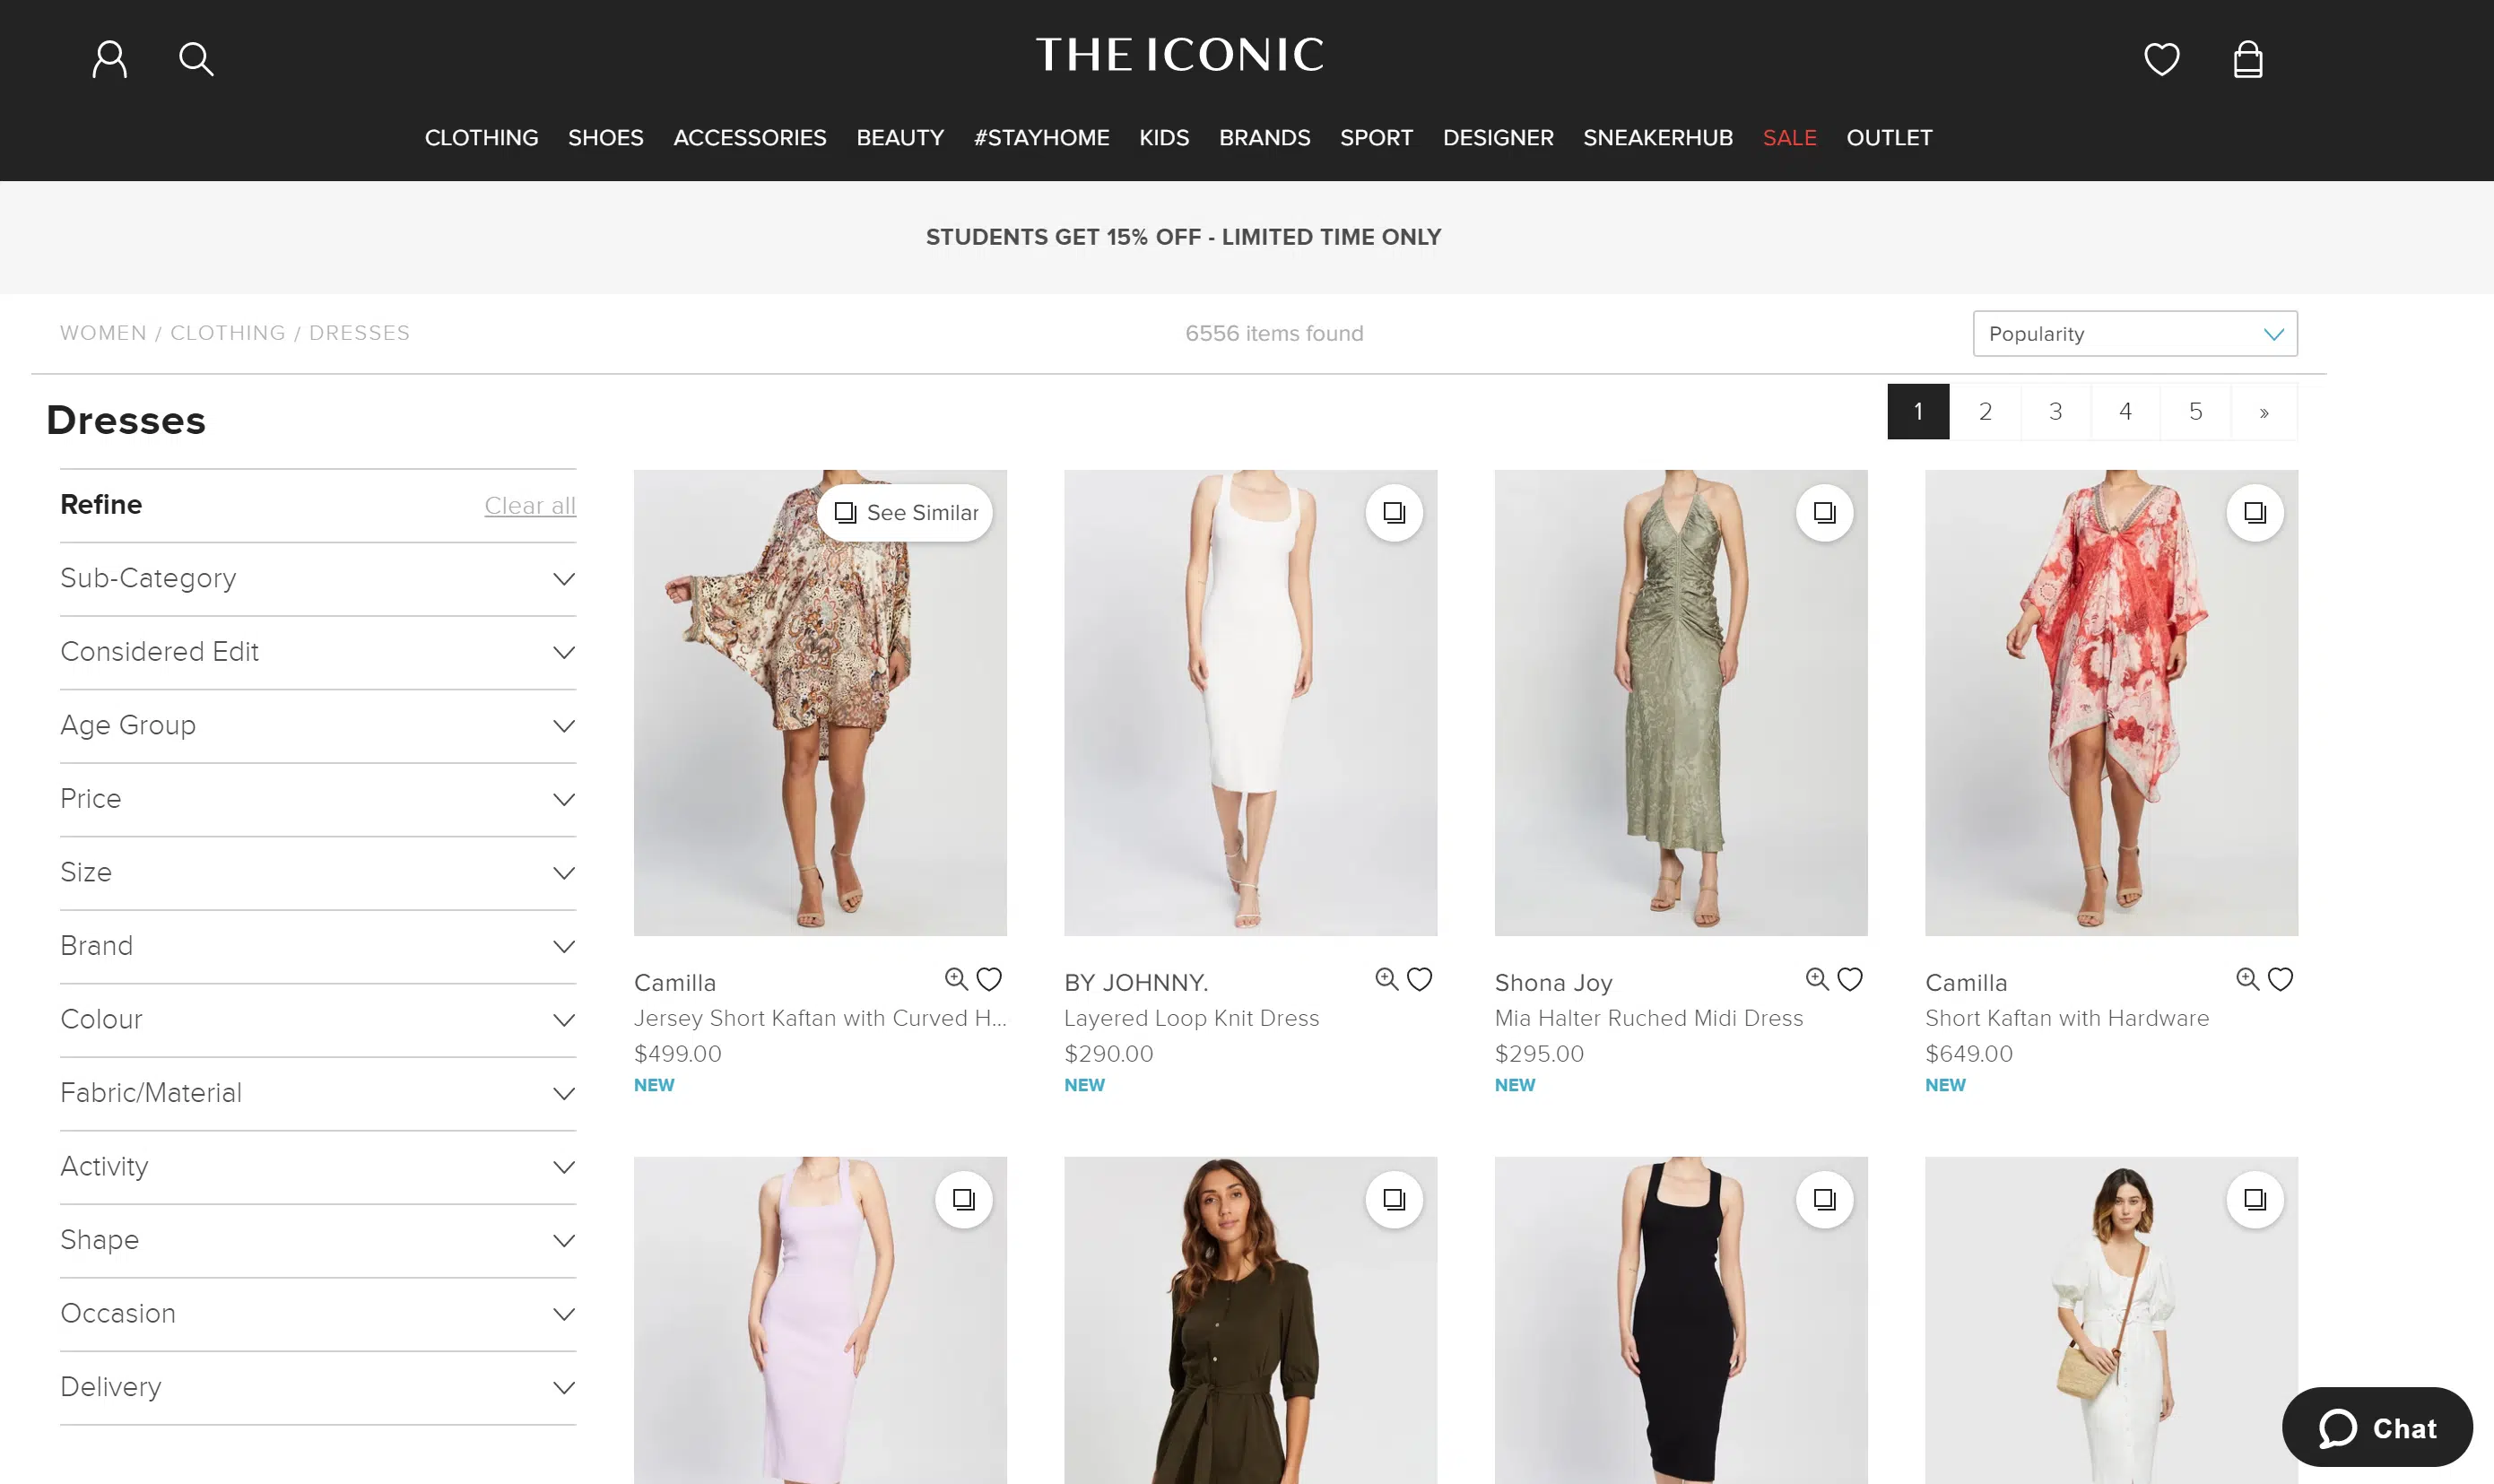 THE ICONIC
CLOTHING SHOES ACCESSORIES BEAUTY #STAYHOME KIDS BRANDS SPORT DESIGNER SNEAKERHUB SALE OUTLET
STUDENTS GET 15% OFF - LIMITED TIME ONLY
WOMEN / CLOTHING / DRESSES
6556 items found
Popularity
Dresses
1 2 3 4 5 »
Refine
Clear all
Sub-Category
Considered Edit
Age Group
Price
Size
Brand
Colour
Fabric/Material
Activity
Shape
Occasion
Delivery
See Similar
Camilla
Jersey Short Kaftan with Curved H...
$499.00
NEW
BY JOHNNY.
Layered Loop Knit Dress
$290.00
NEW
Shona Joy
Mia Halter Ruched Midi Dress
$295.00
NEW
Camilla
Short Kaftan with Hardware
$649.00
NEW
Chat